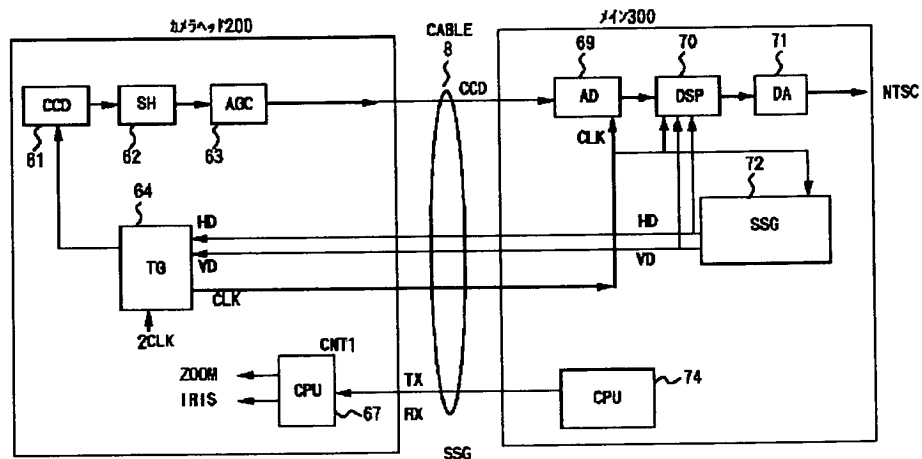 カメラヘッド200
CABLE
8
メイン300
69
70
71
CCD
SH
AGC
CCD
AD
DSP
DA
NTSC
61
62
63
CLK
64
72
TG
HD
VD
CLK
HD
VD
SSG
2CLK
CNT1
ZOOM
IRIS
CPU
67
TX
RX
CPU
74
SSG